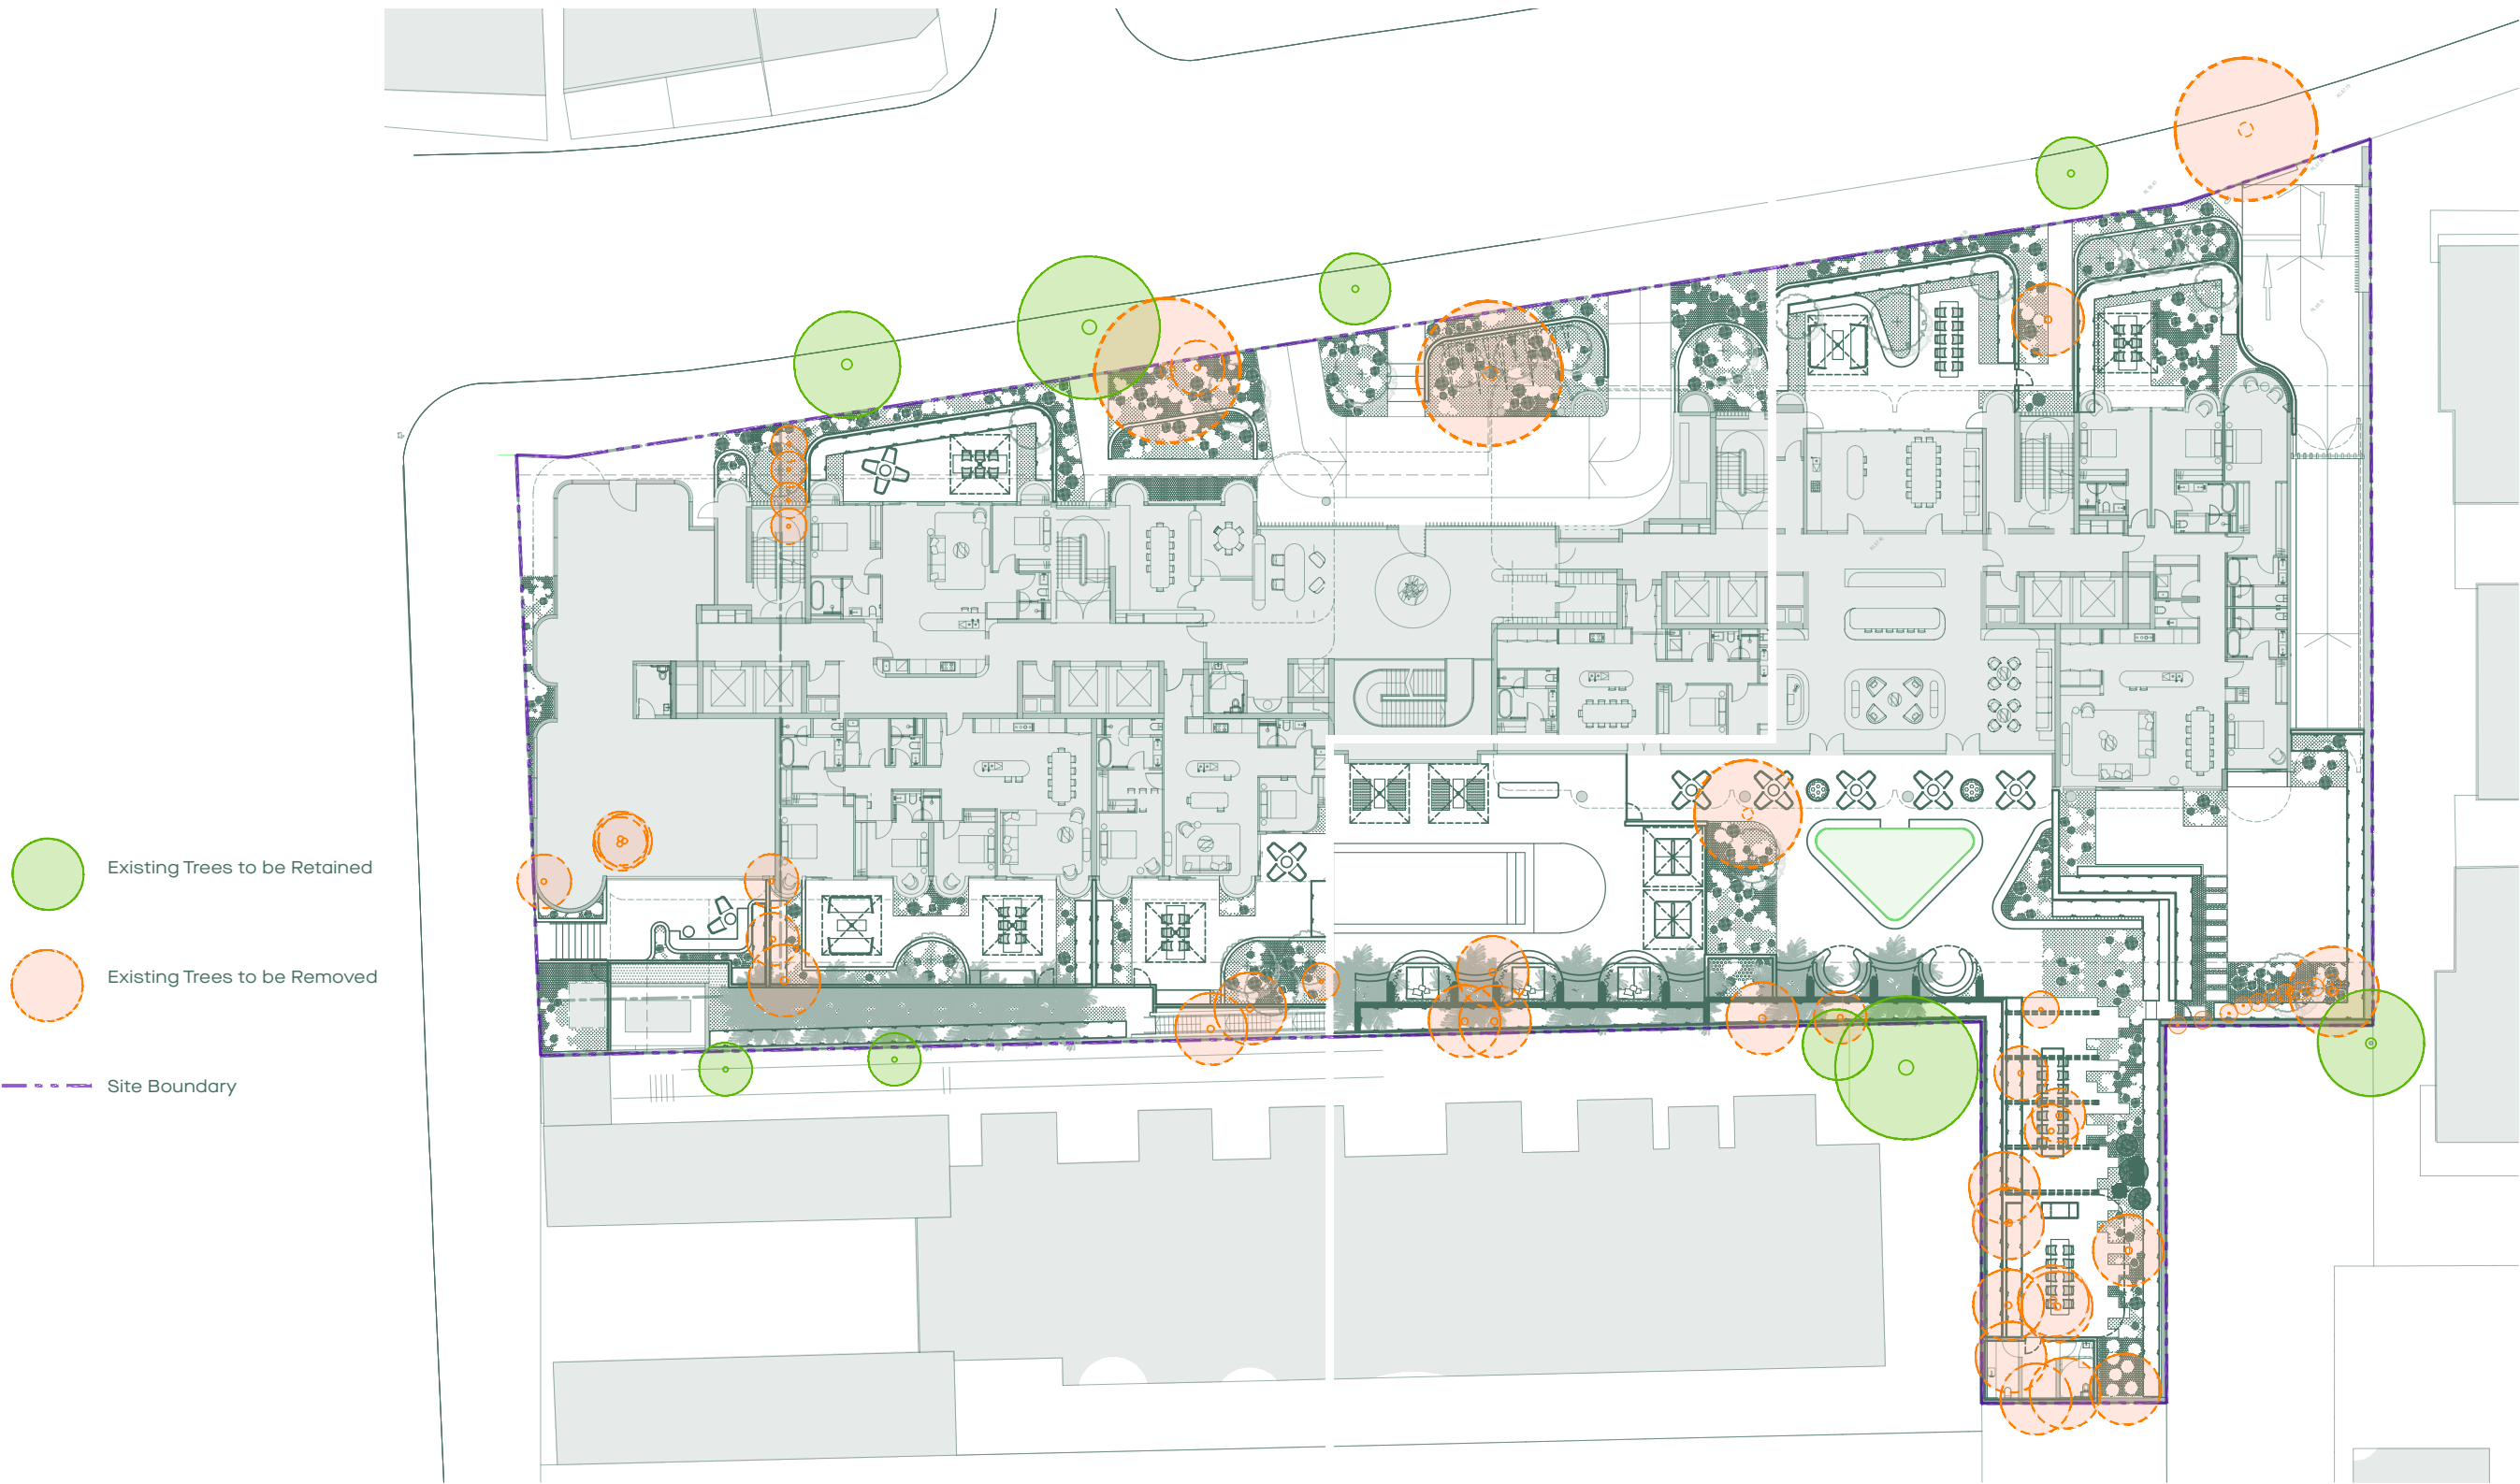 Existing Trees to be Retained
Existing Trees to be Removed
Site Boundary